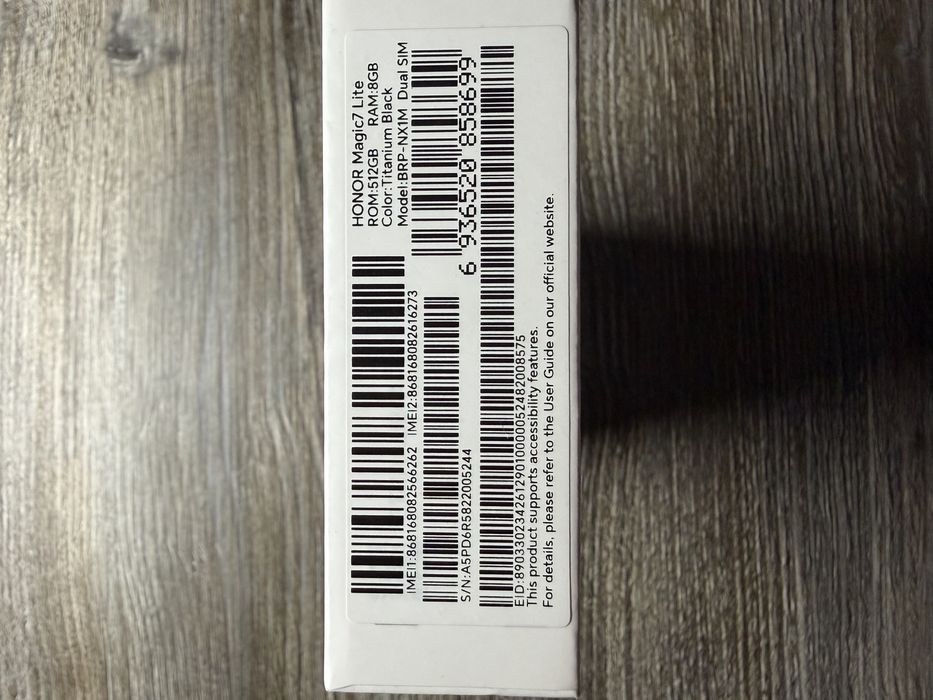 HONOR Magic7 Lite
ROM:512GB RAM:8GB
Color:Titanium Black
Model:BRP-NX1M Dual SIM
6 936520 858699
IMEI1:868168082566262 IMEI2:868168082616273
S/N:A5PD6R5822005244
EID:89033023426129010000052482008575
This product supports accessibility features.
For details, please refer to the User Guide on our official website.